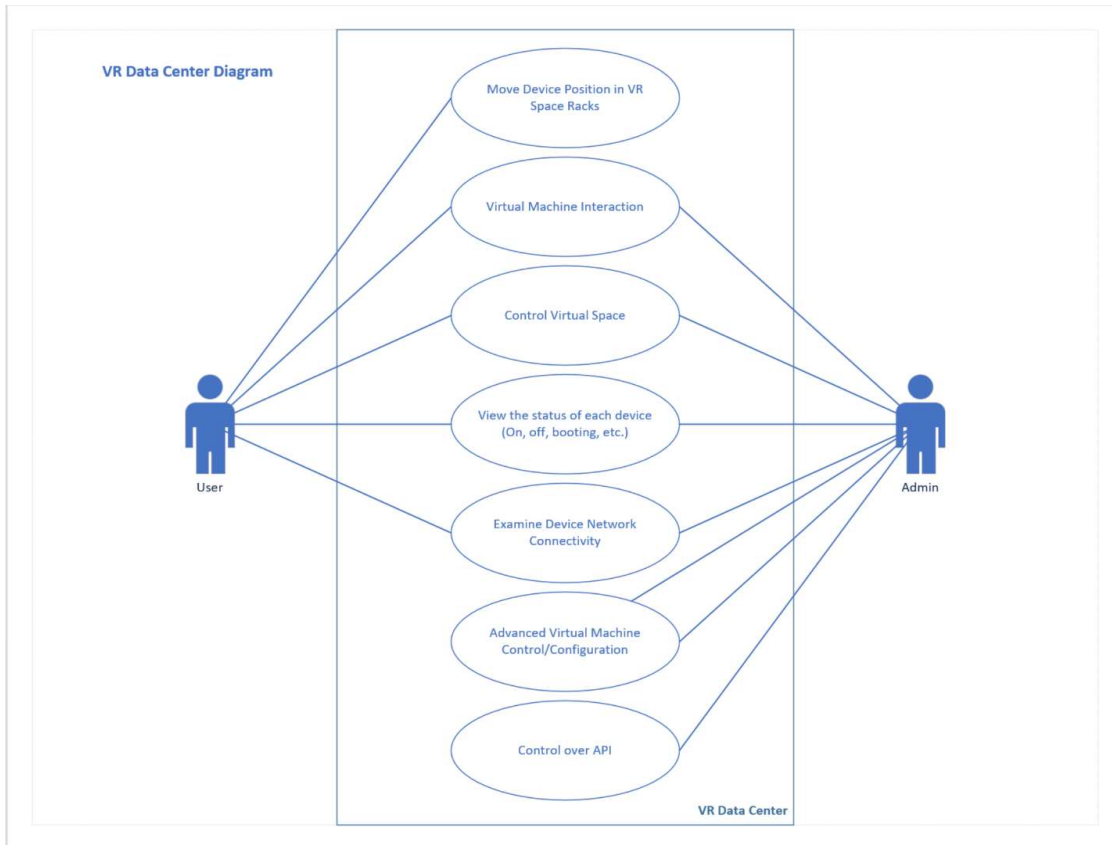 VR Data Center Diagram
Move Device Position in VR
Space Racks
Virtual Machine Interaction
Control Virtual Space
View the status of each device
(On, off, booting, etc.)
User
Admin
Examine Device Network
Connectivity
Advanced Virtual Machine
Control/Configuration
Control over API
VR Data Center